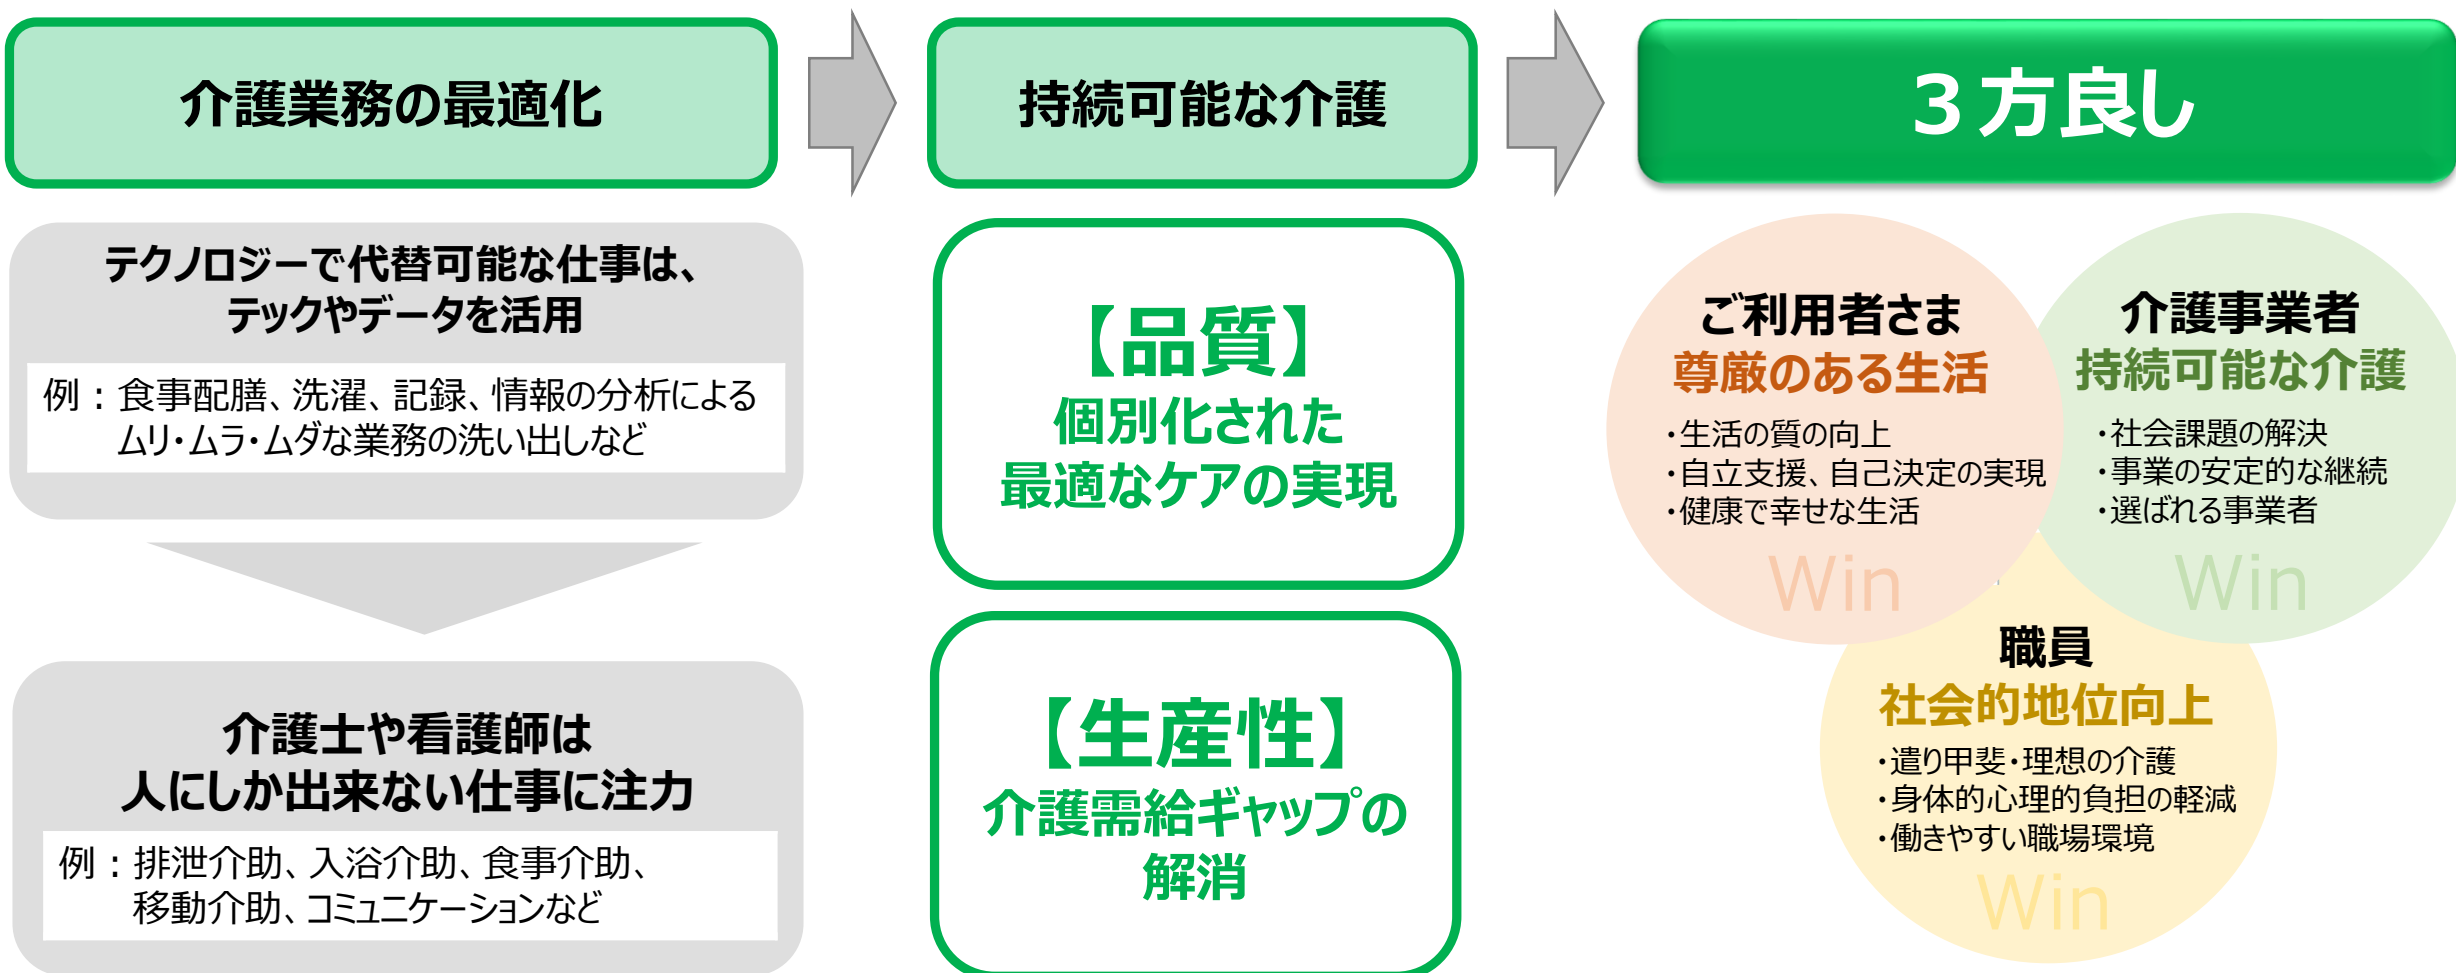 介護業務の最適化
持続可能な介護
３方良し
テクノロジーで代替可能な仕事は、
テックやデータを活用
例：食事配膳、洗濯、記録、情報の分析による
ムリ・ムラ・ムダな業務の洗い出しなど
介護士や看護師は
人にしか出来ない仕事に注力
例：排泄介助、入浴介助、食事介助、
移動介助、コミュニケーションなど
【品質】
個別化された
最適なケアの実現
【生産性】
介護需給ギャップの
解消
ご利用者さま
尊厳のある生活
・生活の質の向上
・自立支援、自己決定の実現
・健康で幸せな生活
Win
介護事業者
持続可能な介護
・社会課題の解決
・事業の安定的な継続
・選ばれる事業者
Win
職員
社会的地位向上
・遣り甲斐・理想の介護
・身体的心理的負担の軽減
・働きやすい職場環境
Win